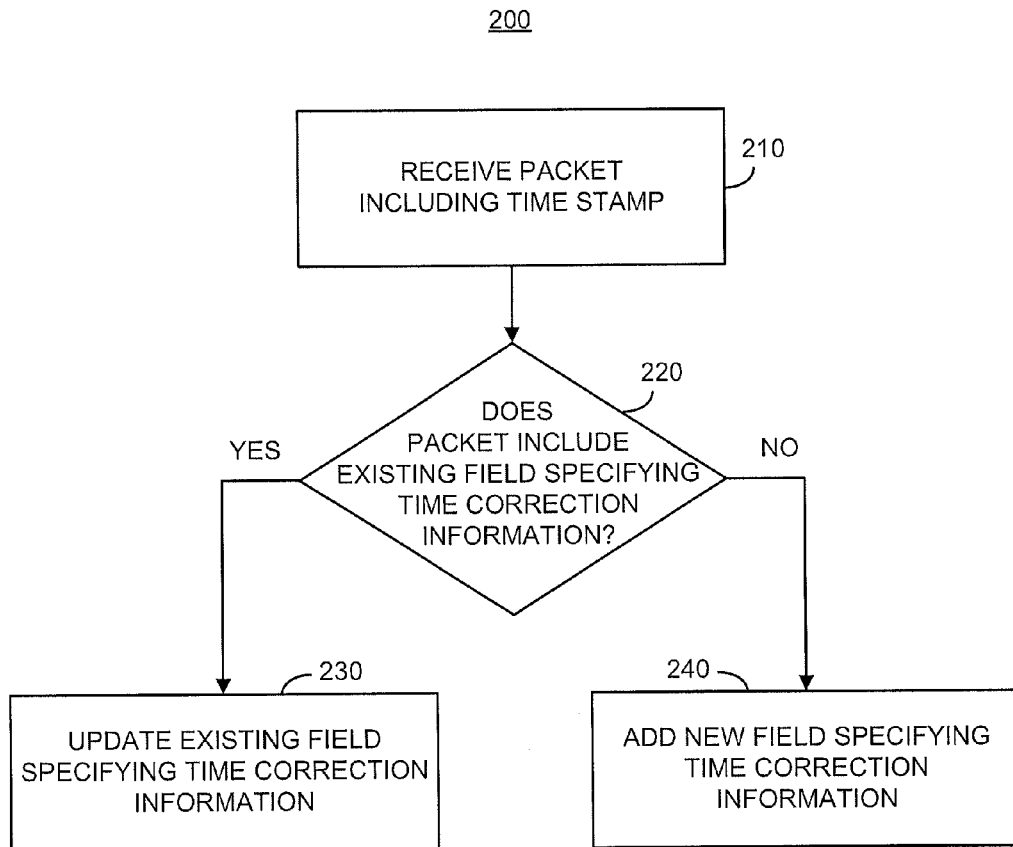 200
RECEIVE PACKET
INCLUDING TIME STAMP
210
220
DOES
PACKET INCLUDE
EXISTING FIELD SPECIFYING
TIME CORRECTION
INFORMATION?
YES
NO
230
UPDATE EXISTING FIELD
SPECIFYING TIME CORRECTION
INFORMATION
240
ADD NEW FIELD SPECIFYING
TIME CORRECTION
INFORMATION